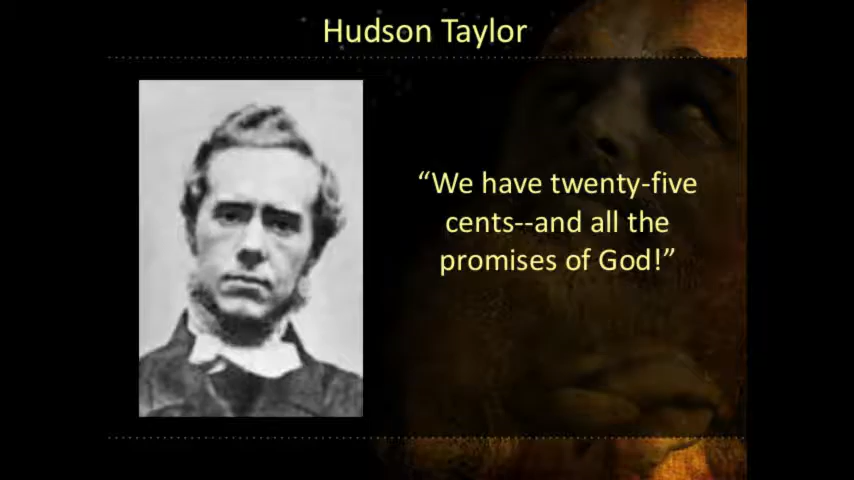 Hudson Taylor
“We have twenty-five
cents--and all the
promises of God!”